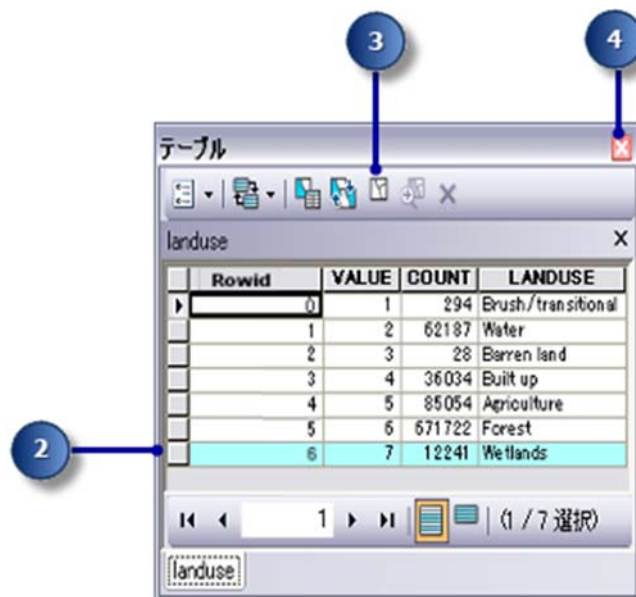 3
4
テーブル
landuse
Rowid VALUE COUNT LANDUSE
0 1 294 Brush/transitional
1 2 62187 Water
2 3 28 Barren land
3 4 36034 Built up
4 5 85054 Agriculture
5 6 671722 Forest
2
6 7 12241 Wetlands
1 (1 / 7 選択)
landuse